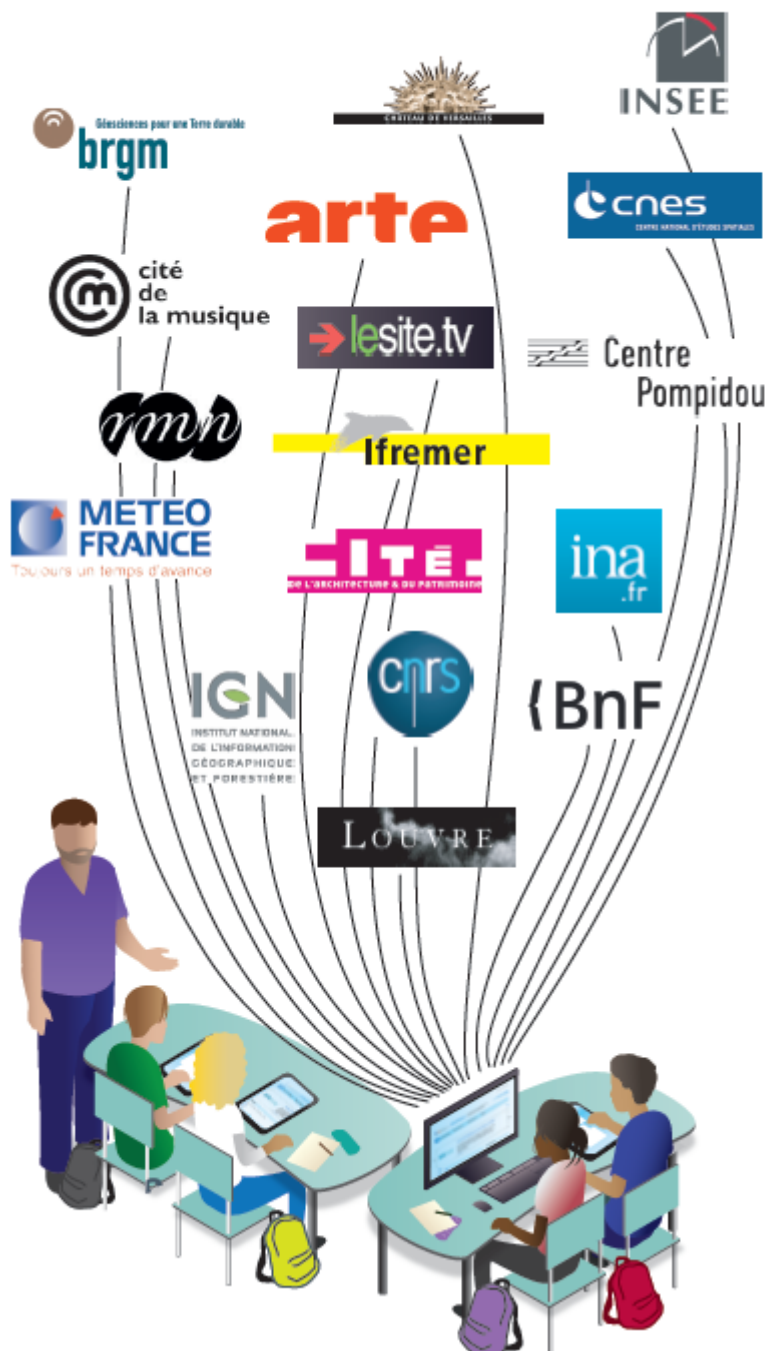 INSEE
CHÂTEAU DE VERSAILLES
Géosciences pour une Terre durable
brgm
arte
cnes
CENTRE NATIONAL D'ÉTUDES SPATIALES
cité
de
la musique
lesite.tv
Centre
Pompidou
rmn
Ifremer
METEO
FRANCE
Toujours un temps d'avance
CITÉ
DE L'ARCHITECTURE & DU PATRIMOINE
ina
.fr
IGN
INSTITUT NATIONAL
DE L'INFORMATION
GÉOGRAPHIQUE
ET FORESTIÈRE
cnrs
{BnF
LOUVRE